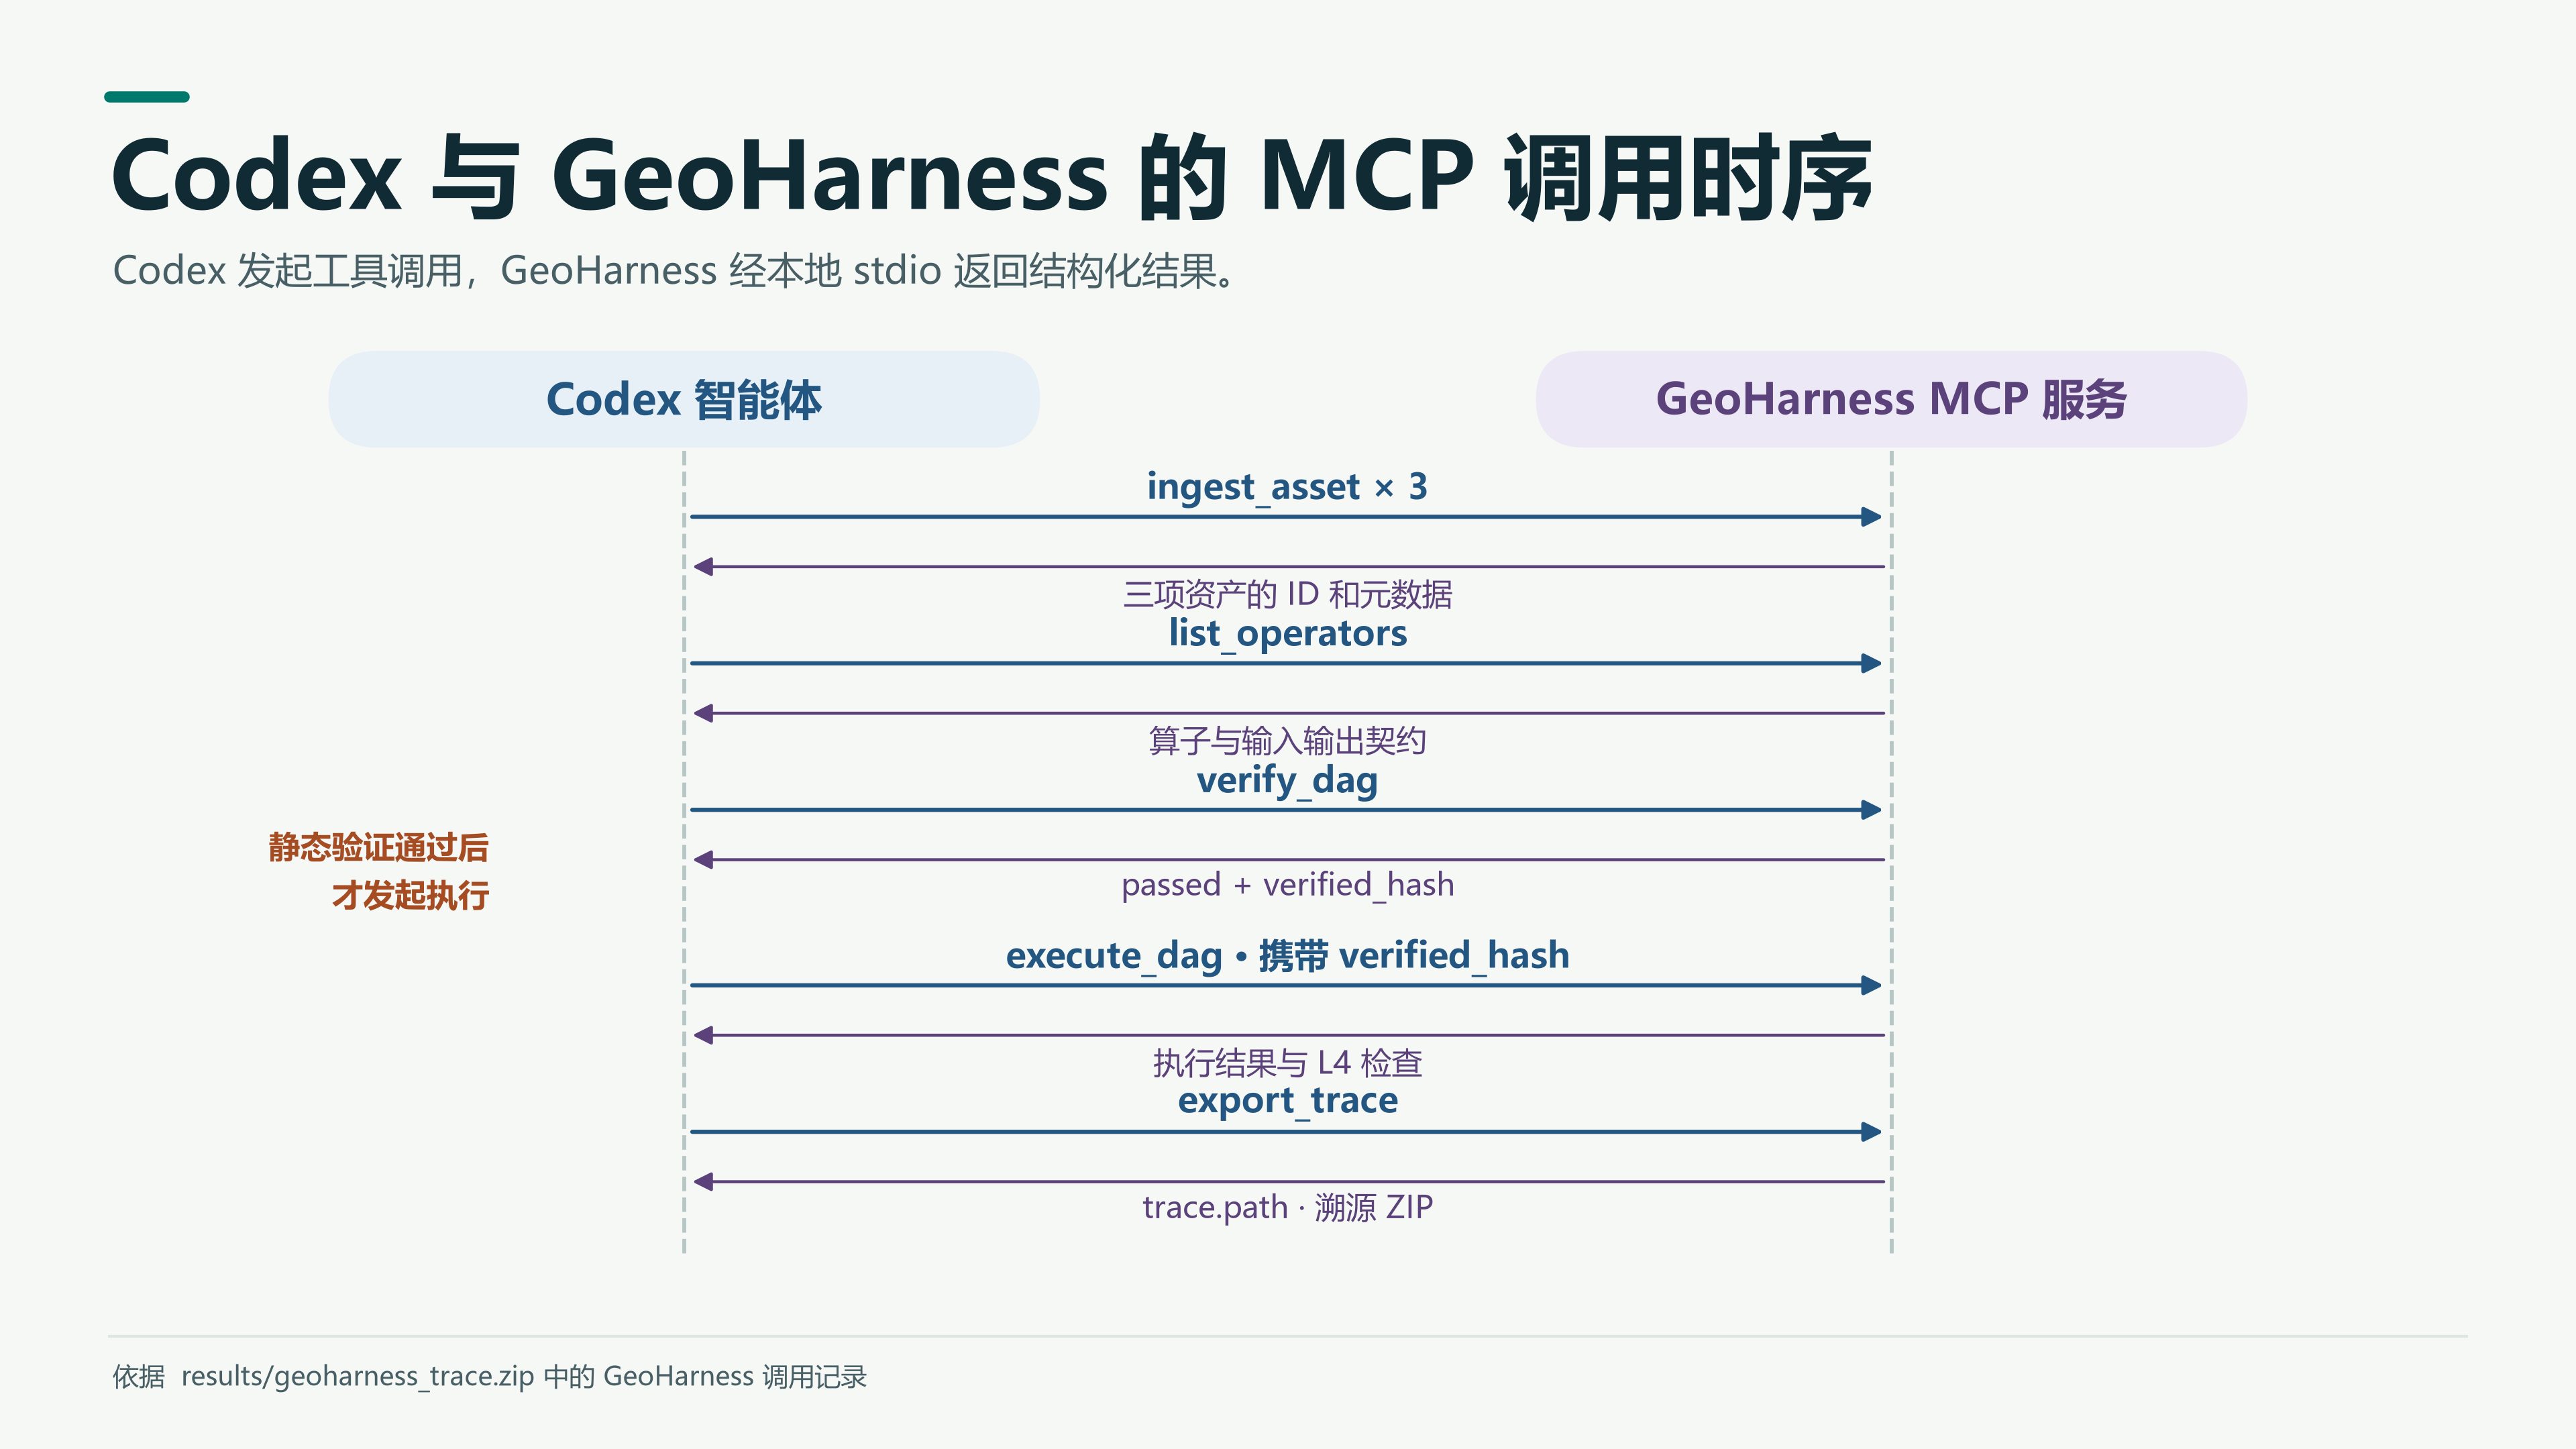 Codex 与 GeoHarness 的 MCP 调用时序
Codex 发起工具调用，GeoHarness 经本地 stdio 返回结构化结果。
Codex 智能体
GeoHarness MCP 服务
ingest_asset × 3
三项资产的 ID 和元数据
list_operators
算子与输入输出契约
verify_dag
静态验证通过后
才发起执行
passed + verified_hash
execute_dag • 携带 verified_hash
执行结果与 L4 检查
export_trace
trace.path · 溯源 ZIP
依据 results/geoharness_trace.zip 中的 GeoHarness 调用记录